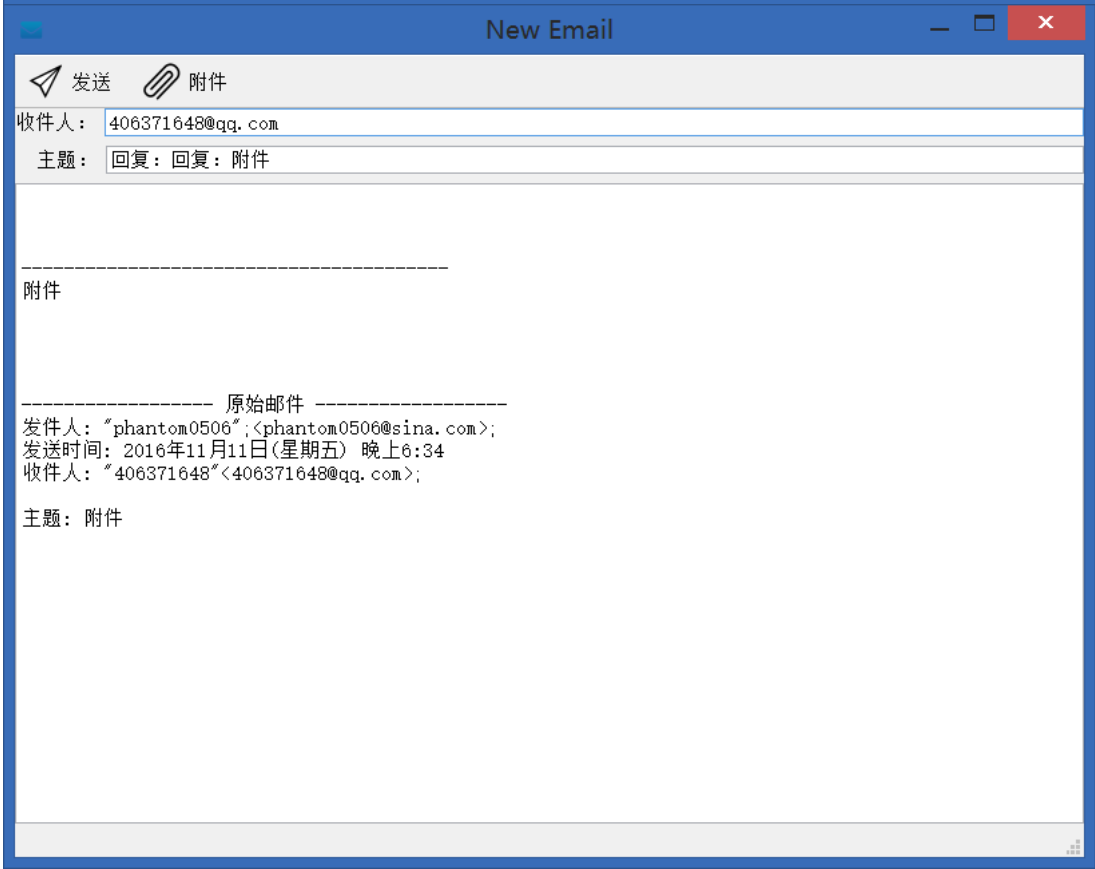 New Email
发送 附件
收件人: 406371648@qq.com
主题: 回复: 回复: 附件
----------------------------------------
附件
------------------ 原始邮件 ------------------
发件人: "phantom0506";<phantom0506@sina.com>;
发送时间: 2016年11月11日(星期五) 晚上6:34
收件人: "406371648"<406371648@qq.com>;
主题: 附件